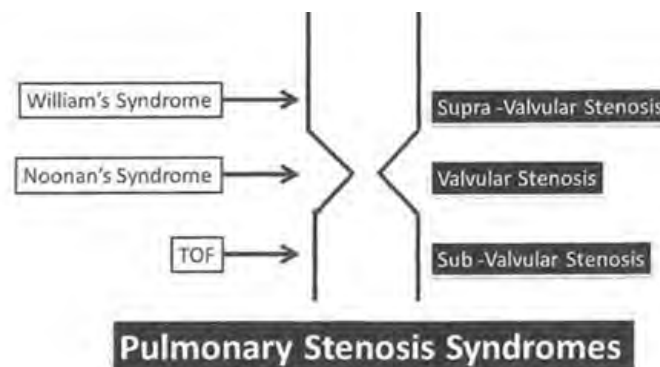 William's Syndrome
Supra -Valvular Stenosis
Noonan's Syndrome
Valvular Stenosis
TOF
Sub -Valvular Stenosis
Pulmonary Stenosis Syndromes